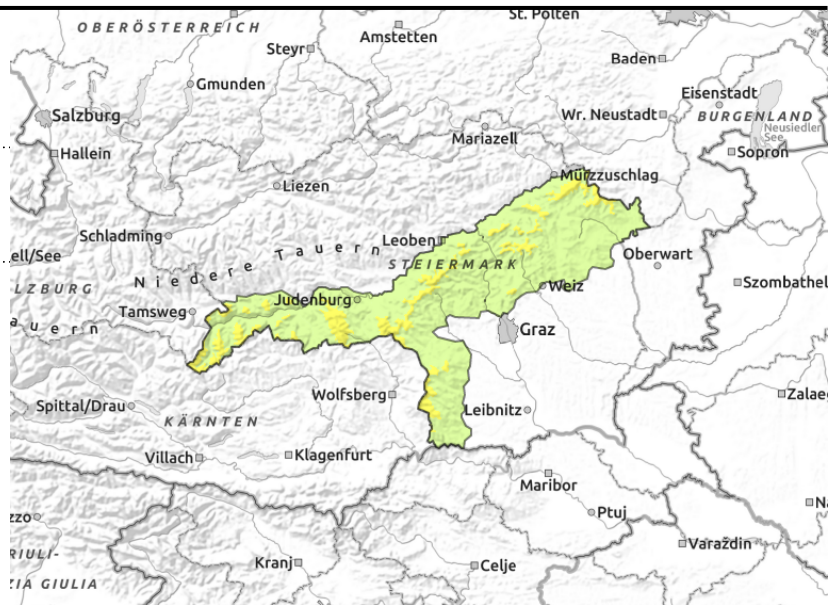 OBERÖSTERREICH
St. Pölten
Amstetten
Steyr
Baden
Gmunden
Eisenstadt
Salzburg
Wr. Neustadt
BURGENLAND
Neusiedler
See
Mariazell
Hallein
Sopron
Mürzzuschlag
Liezen
Schladming
Leoben
ell/See
Niedere Tauern
STEIERMARK
Oberwart
LZBURG
Judenburg
Weiz
Szombathel
Tamsweg
auern
Graz
Wolfsberg
Zalaeg
Spittal/Drau
Leibnitz
KÄRNTEN
Villach
Klagenfurt
Maribor
Na
Ptuj
zzo
Varaždin
RIULI-
Kranj
Celje
ZIA GIULIA